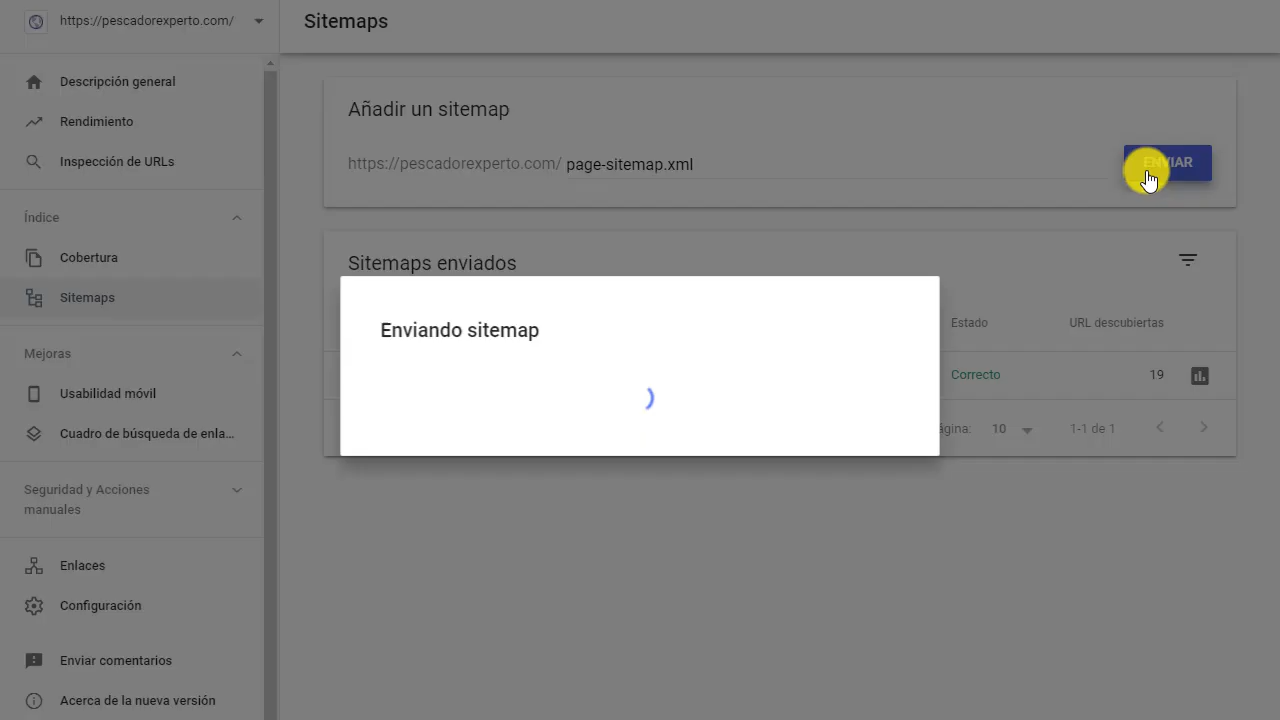 https://pescadorexperto.com/
Sitemaps
Descripción general
Rendimiento
Inspección de URLs
Índice
Cobertura
Sitemaps
Mejoras
Usabilidad móvil
Cuadro de búsqueda de enla...
Seguridad y Acciones
manuales
Enlaces
Configuración
Enviar comentarios
Acerca de la nueva versión
Añadir un sitemap
https://pescadorexperto.com/ page-sitemap.xml
ENVIAR
Sitemaps enviados
Estado URL descubiertas
Correcto 19
10 1-1 de 1
Enviando sitemap